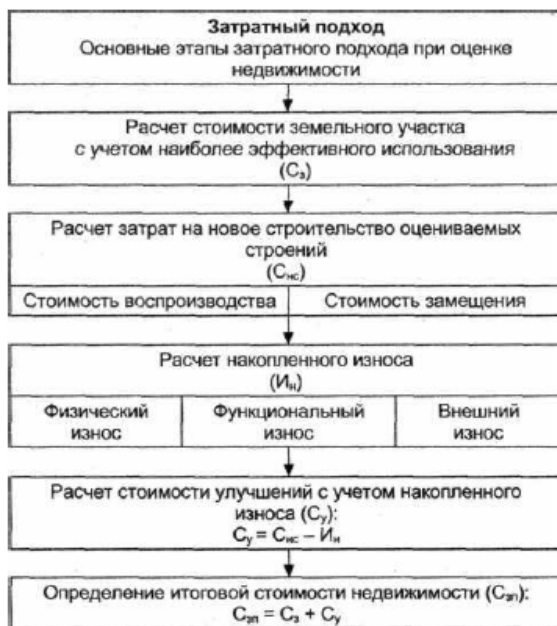 Затратный подход
Основные этапы затратного подхода при оценке
недвижимости
Расчет стоимости земельного участка
с учетом наиболее эффективного использования
(Сз)
Расчет затрат на новое строительство оцениваемых
строений
(Снс)
Стоимость воспроизводства Стоимость замещения
Расчет накопленного износа
(Ин)
Физический Функциональный Внешний
износ износ износ
Расчет стоимости улучшений с учетом накопленного
износа (Су):
Су = Снс – Ин
Определение итоговой стоимости недвижимости (Сзп):
Сзп = Сз + Су